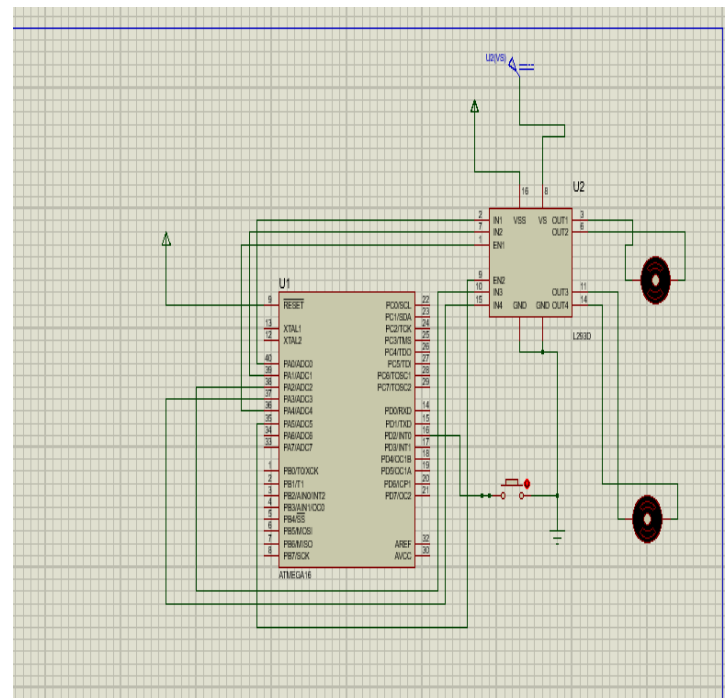 U2(VS)
16 8 U2
2 IN1 VSS VS OUT1 3
7 IN2 OUT2 6
1 EN1
9 EN2
10 IN3 OUT3 11
15 IN4 GND GND OUT4 14
L293D
U1
9 RESET PC0/SCL 22
PC1/SDA 23
13 XTAL1 PC2/TCK 24
12 XTAL2 PC3/TMS 25
PC4/TDO 26
40 PA0/ADC0 PC5/TDI 27
39 PA1/ADC1 PC6/TOSC1 28
38 PA2/ADC2 PC7/TOSC2 29
37 PA3/ADC3
36 PA4/ADC4 PD0/RXD 14
35 PA5/ADC5 PD1/TXD 15
34 PA6/ADC6 PD2/INT0 16
33 PA7/ADC7 PD3/INT1 17
PD4/OC1B 18
1 PB0/T0/XCK PD5/OC1A 19
2 PB1/T1 PD6/ICP1 20
3 PB2/AIN0/INT2 PD7/OC2 21
4 PB3/AIN1/OC0
5 PB4/SS
6 PB5/MOSI
7 PB6/MISO AREF 32
8 PB7/SCK AVCC 30
ATMEGA16